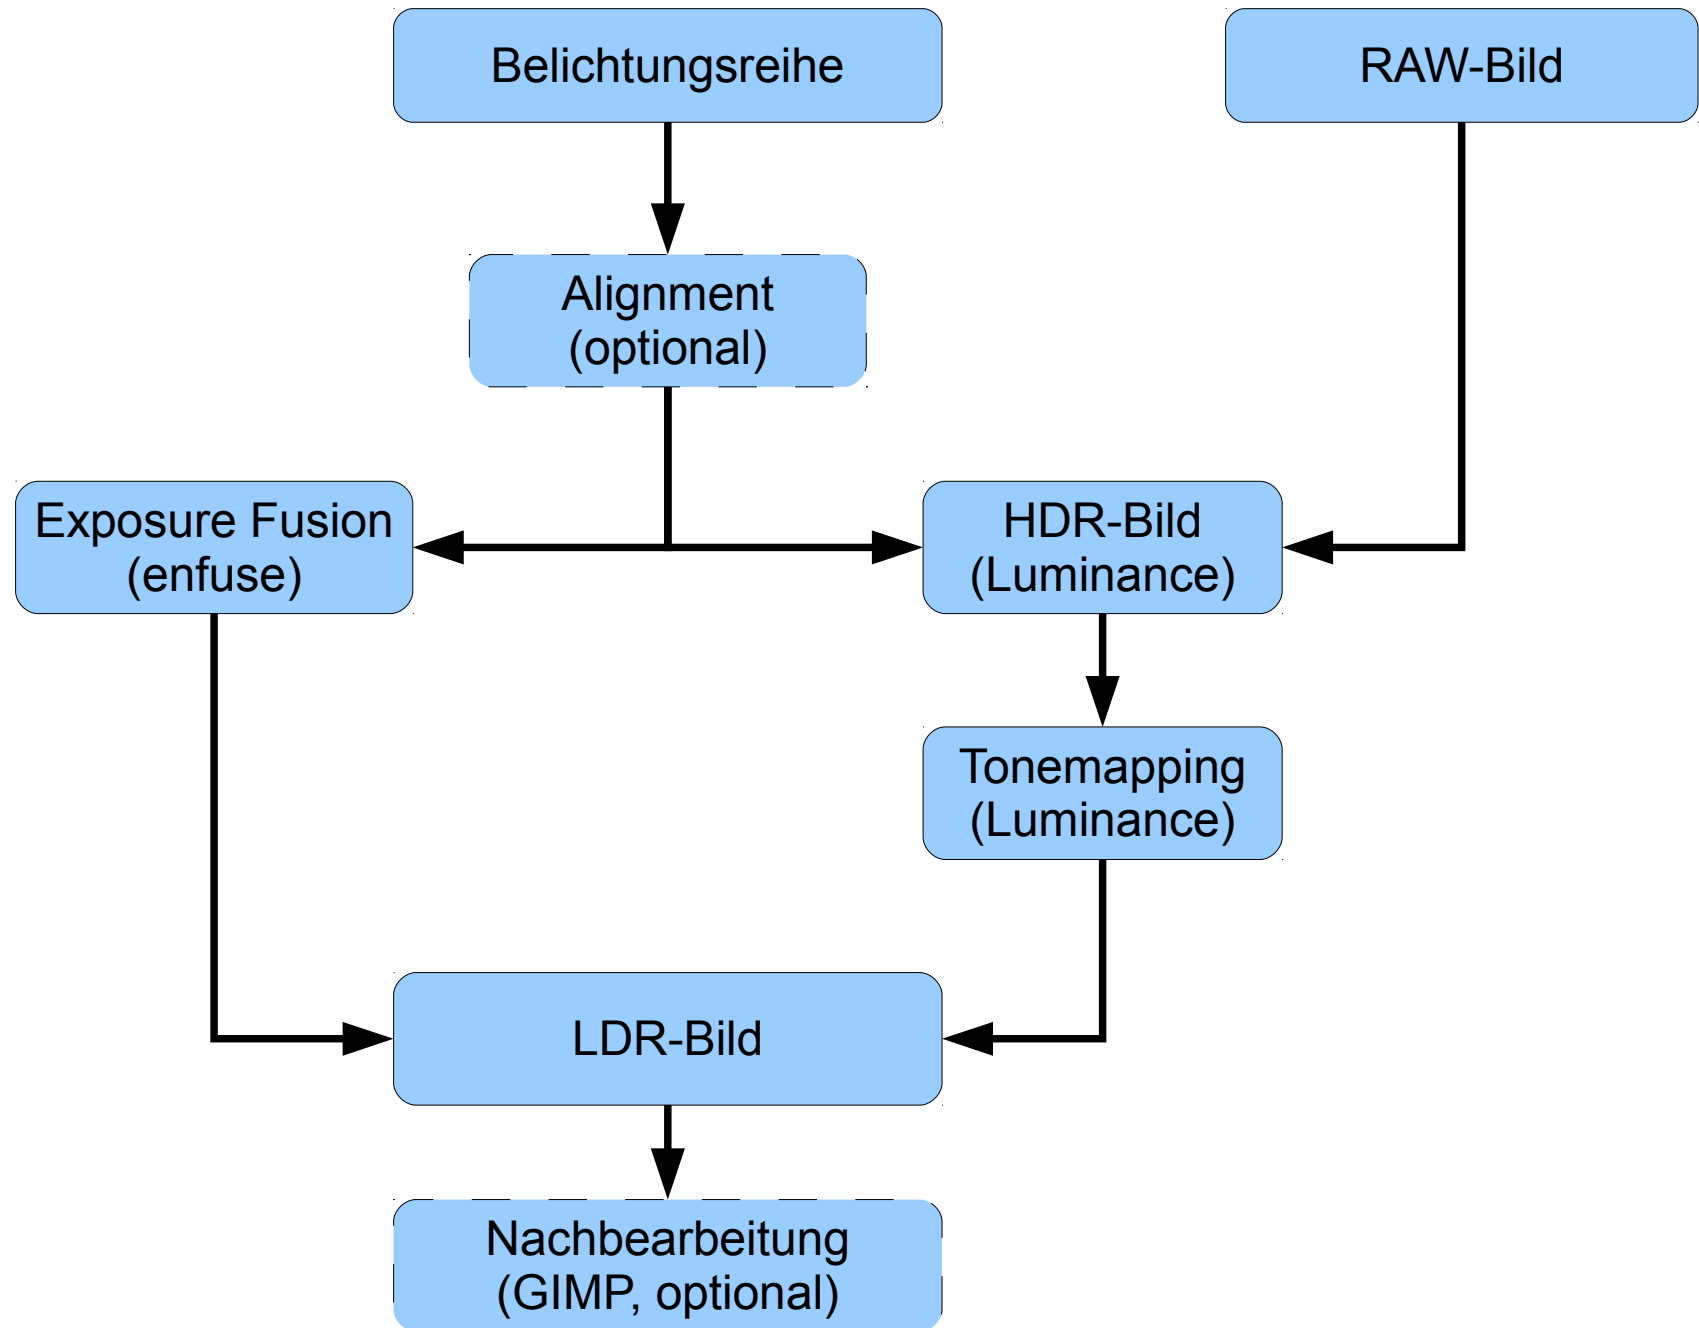 Belichtungsreihe
RAW-Bild
Alignment
(optional)
Exposure Fusion
(enfuse)
HDR-Bild
(Luminance)
Tonemapping
(Luminance)
LDR-Bild
Nachbearbeitung
(GIMP, optional)